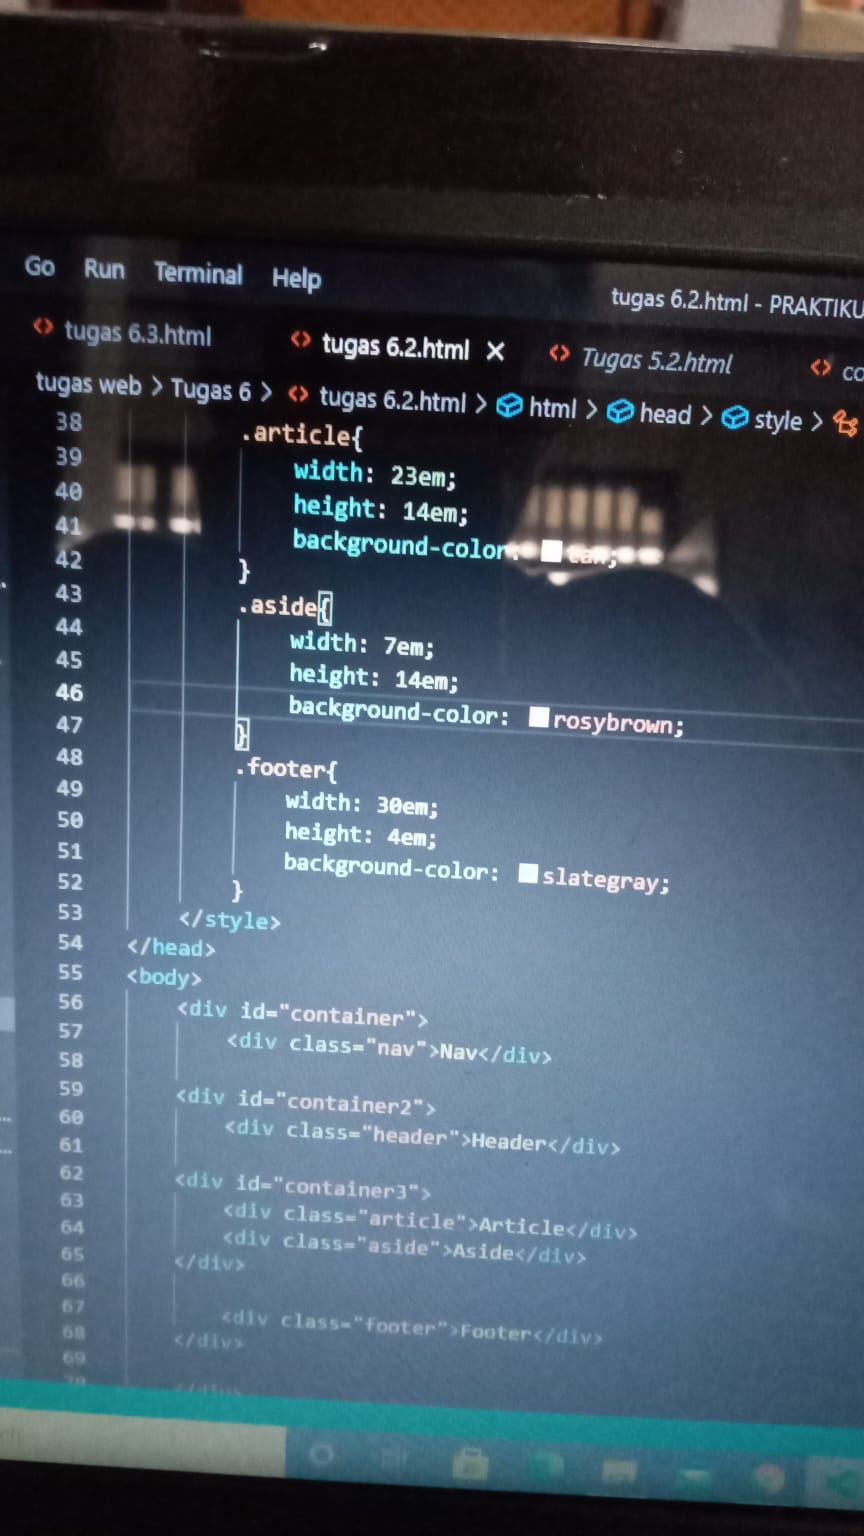 Go Run Terminal Help
tugas 6.2.html - PRAKTIKU
tugas 6.3.html tugas 6.2.html Tugas 5.2.html co
tugas web > Tugas 6 > tugas 6.2.html > html > head > style >
38 .article{
39 width: 23em;
40 height: 14em;
41 background-color: tan;
42 }
43 .aside{
44 width: 7em;
45 height: 14em;
46 background-color: rosybrown;
47 }
48 .footer{
49 width: 30em;
50 height: 4em;
51 background-color: slategray;
52 }
53 </style>
54 </head>
55 <body>
56 <div id="container">
57 <div class="nav">Nav</div>
58
59 <div id="container2">
60 <div class="header">Header</div>
61
62 <div id="container3">
63 <div class="article">Article</div>
64 <div class="aside">Aside</div>
65 </div>
66
67 <div class="footer">Footer</div>
68 </div>
69
70 </div>